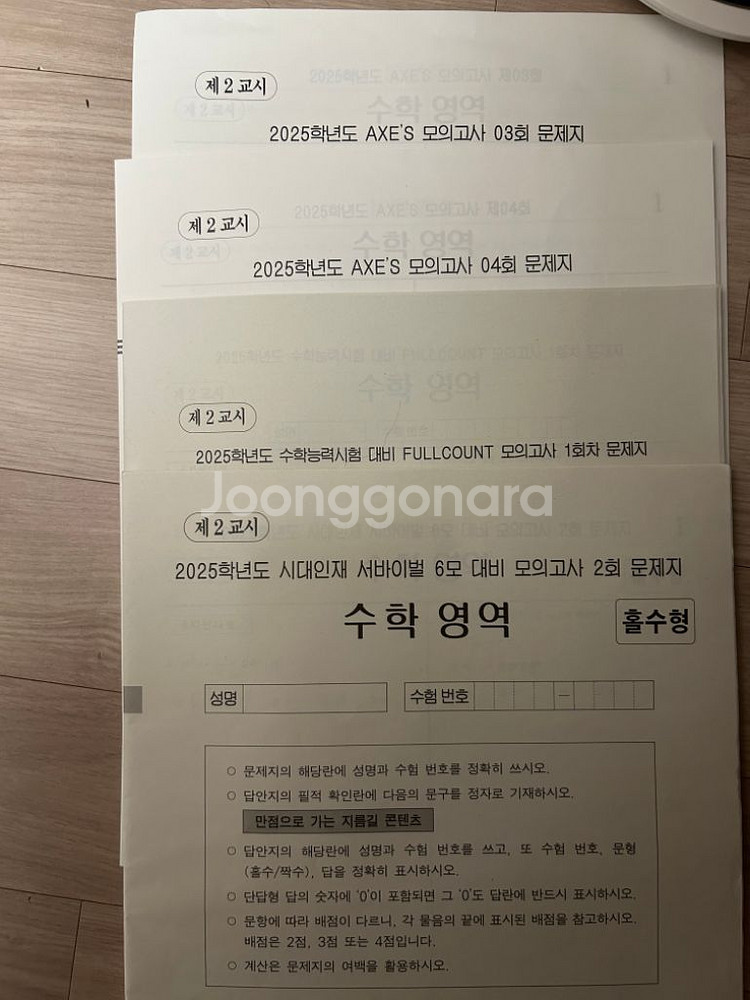 제2교시
2025학년도 AXE'S 모의고사 03회 문제지
제2교시
2025학년도 AXE'S 모의고사 04회 문제지
제2교시
2025학년도 수학능력시험 대비 FULLCOUNT 모의고사 1회차 문제지
Joonggonara
제2교시
2025학년도 시대인재 서바이벌 6모 대비 모의고사 2회 문제지
수학 영역
홀수형
성명
수험 번호 –
○ 문제지의 해당란에 성명과 수험 번호를 정확히 쓰시오.
○ 답안지의 필적 확인란에 다음의 문구를 정자로 기재하시오.
만점으로 가는 지름길 콘텐츠
○ 답안지의 해당란에 성명과 수험 번호를 쓰고, 또 수험 번호, 문형
(홀수/짝수), 답을 정확히 표시하시오.
○ 단답형 답의 숫자에 '0'이 포함되면 그 '0'도 답란에 반드시 표시하시오.
○ 문항에 따라 배점이 다르니, 각 물음의 끝에 표시된 배점을 참고하시오.
배점은 2점, 3점 또는 4점입니다.
○ 계산은 문제지의 여백을 활용하시오.